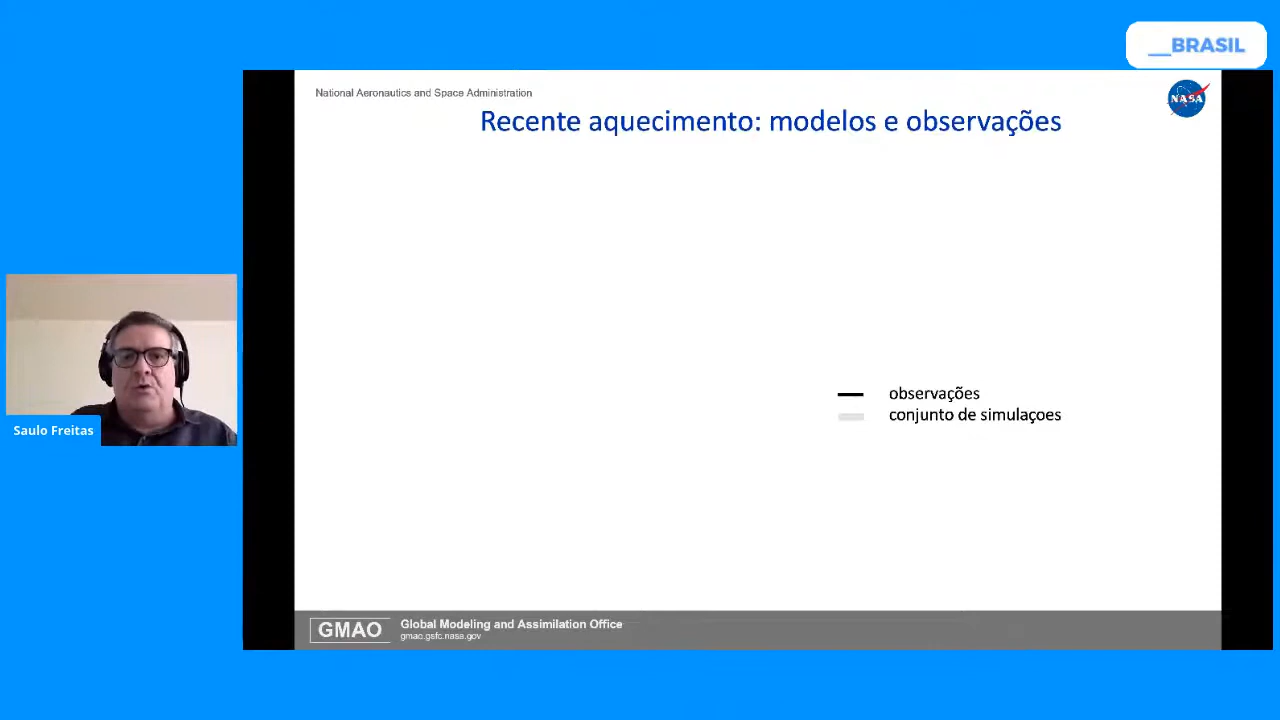 __BRASIL
National Aeronautics and Space Administration
NASA
Recente aquecimento: modelos e observações
observações
conjunto de simulaçoes
Saulo Freitas
GMAO
Global Modeling and Assimilation Office
gmao.gsfc.nasa.gov